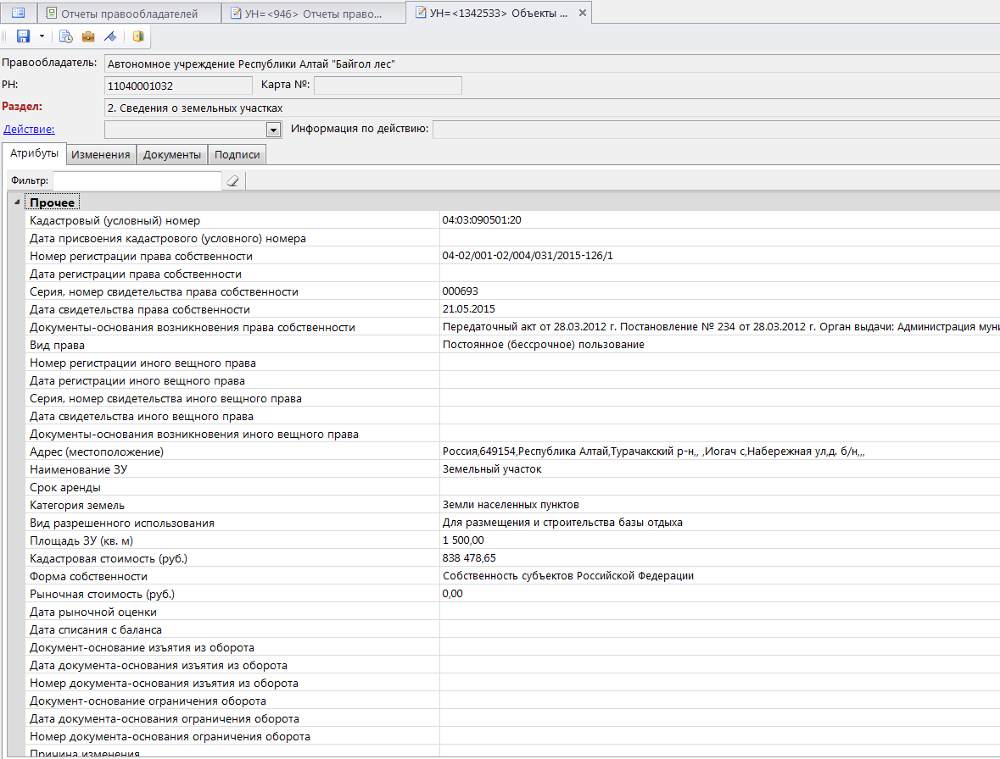 Отчеты правообладателей
УН=<946> Отчеты право...
УН=<1342533> Объекты ...
Правообладатель: Автономное учреждение Республики Алтай "Байгол лес"
РН: 11040001032 Карта №:
Раздел: 2. Сведения о земельных участках
Действие: Информация по действию:
Атрибуты Изменения Документы Подписи
Фильтр:
Прочее
Кадастровый (условный) номер 04:03:090501:20
Дата присвоения кадастрового (условного) номера
Номер регистрации права собственности 04-02/001-02/004/031/2015-126/1
Дата регистрации права собственности
Серия, номер свидетельства права собственности 000693
Дата свидетельства права собственности 21.05.2015
Документы-основания возникновения права собственности Передаточный акт от 28.03.2012 г. Постановление № 234 от 28.03.2012 г. Орган выдачи: Администрация муни
Вид права Постоянное (бессрочное) пользование
Номер регистрации иного вещного права
Дата регистрации иного вещного права
Серия, номер свидетельства иного вещного права
Дата свидетельства иного вещного права
Документы-основания возникновения иного вещного права
Адрес (местоположение) Россия,649154,Республика Алтай,Турачакский р-н,, ,Иогач с,Набережная ул,д. б/н,,,
Наименование ЗУ Земельный участок
Срок аренды
Категория земель Земли населенных пунктов
Вид разрешенного использования Для размещения и строительства базы отдыха
Площадь ЗУ (кв. м) 1 500,00
Кадастровая стоимость (руб.) 838 478,65
Форма собственности Собственность субъектов Российской Федерации
Рыночная стоимость (руб.) 0,00
Дата рыночной оценки
Дата списания с баланса
Документ-основание изъятия из оборота
Дата документа-основания изъятия из оборота
Номер документа-основания изъятия из оборота
Документ-основание ограничения оборота
Дата документа-основания ограничения оборота
Номер документа-основания ограничения оборота
Причина изменения